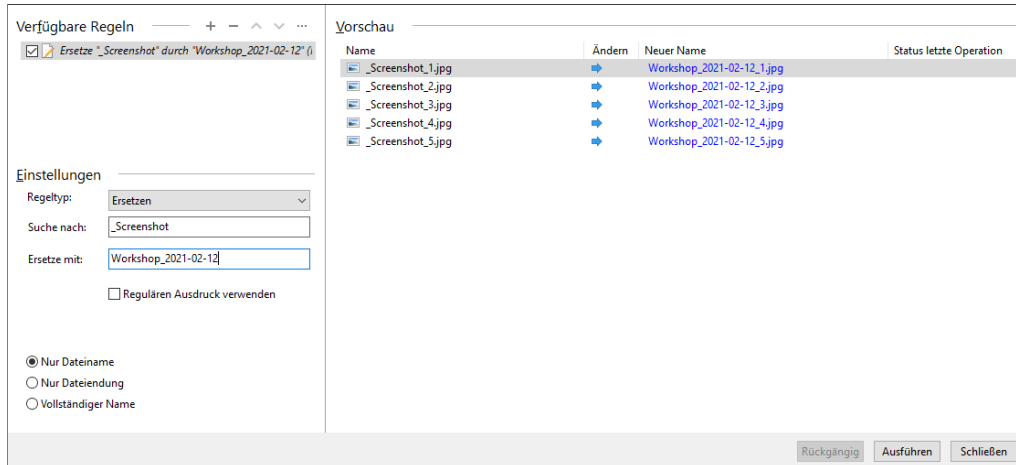 Verfügbare Regeln
Ersetze "_Screenshot" durch "Workshop_2021-02-12" (
Einstellungen
Regeltyp: Ersetzen
Suche nach: _Screenshot
Ersetze mit: Workshop_2021-02-12
Regulären Ausdruck verwenden
Nur Dateiname
Nur Dateiendung
Vollständiger Name
Vorschau
Name Ändern Neuer Name Status letzte Operation
_Screenshot_1.jpg Workshop_2021-02-12_1.jpg
_Screenshot_2.jpg Workshop_2021-02-12_2.jpg
_Screenshot_3.jpg Workshop_2021-02-12_3.jpg
_Screenshot_4.jpg Workshop_2021-02-12_4.jpg
_Screenshot_5.jpg Workshop_2021-02-12_5.jpg
Rückgängig Ausführen Schließen